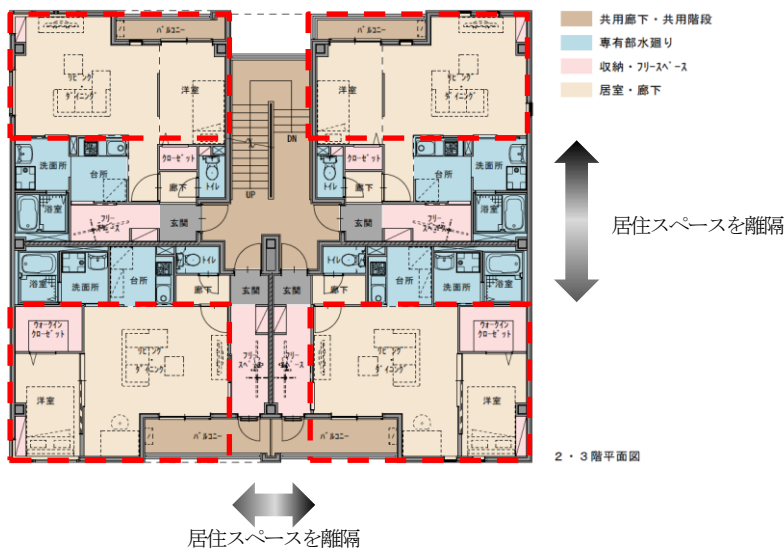 共用廊下・共用階段
専有部水廻り
収納・フリースペース
居室・廊下
バルコニー
バルコニー
リビング
ダイニング
洋室
洋室
リビング
ダイニング
DN
UP
洗面所
台所
クローゼット
トイレ
トイレ
クローゼット
台所
洗面所
廊下
廊下
浴室
フリー
スペース
玄関
玄関
フリー
スペース
浴室
居住スペースを離隔
浴室
洗面所
台所
トイレ
廊下
玄関
玄関
トイレ
廊下
台所
洗面所
浴室
ウォークイン
クローゼット
リビング
ダイニング
フリー
スペース
フリー
スペース
リビング
ダイニング
ウォークイン
クローゼット
洋室
洋室
バルコニー
バルコニー
2・3階平面図
居住スペースを離隔